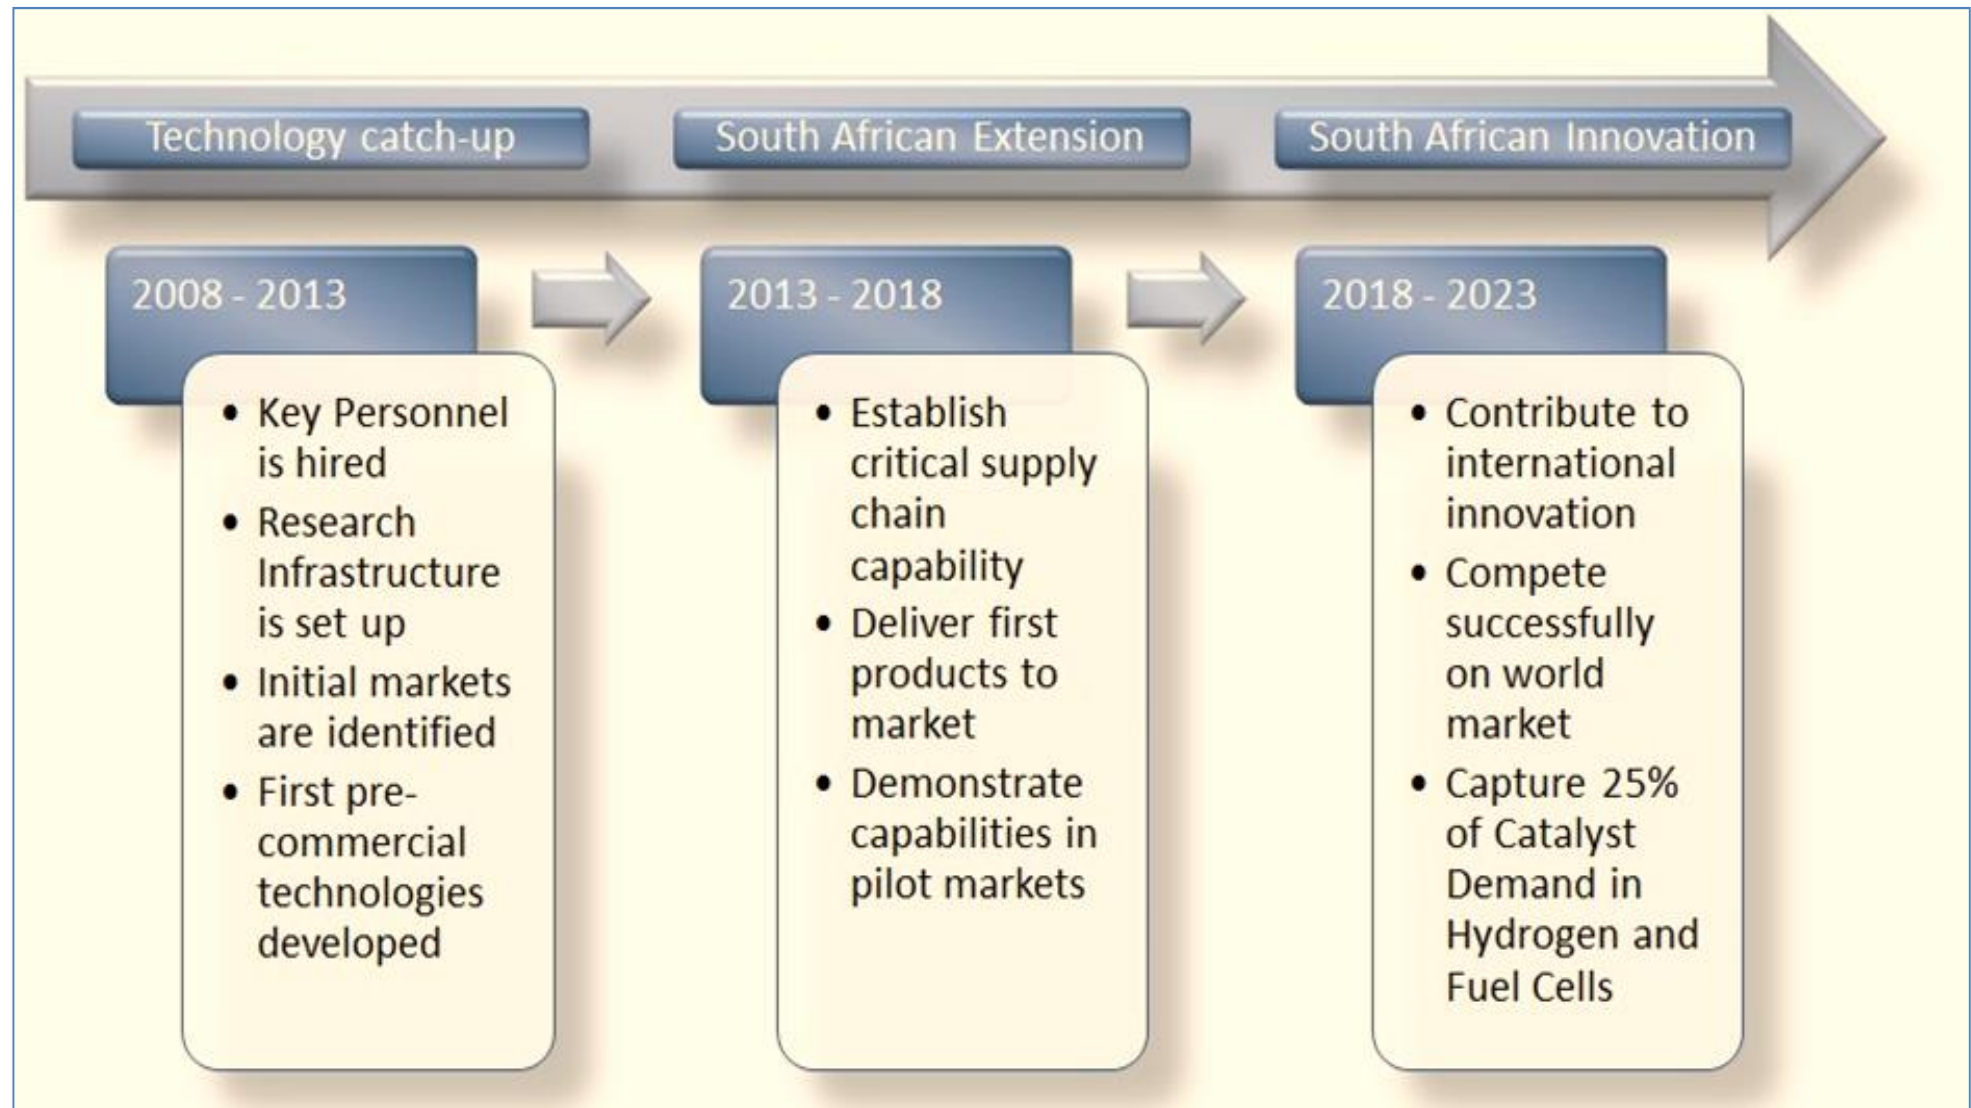 Technology catch-up
South African Extension
South African Innovation
2008 - 2013
• Key Personnel
is hired
• Research
Infrastructure
is set up
• Initial markets
are identified
• First pre-
commercial
technologies
developed
2013 - 2018
• Establish
critical supply
chain
capability
• Deliver first
products to
market
• Demonstrate
capabilities in
pilot markets
2018 - 2023
• Contribute to
international
innovation
• Compete
successfully
on world
market
• Capture 25%
of Catalyst
Demand in
Hydrogen and
Fuel Cells